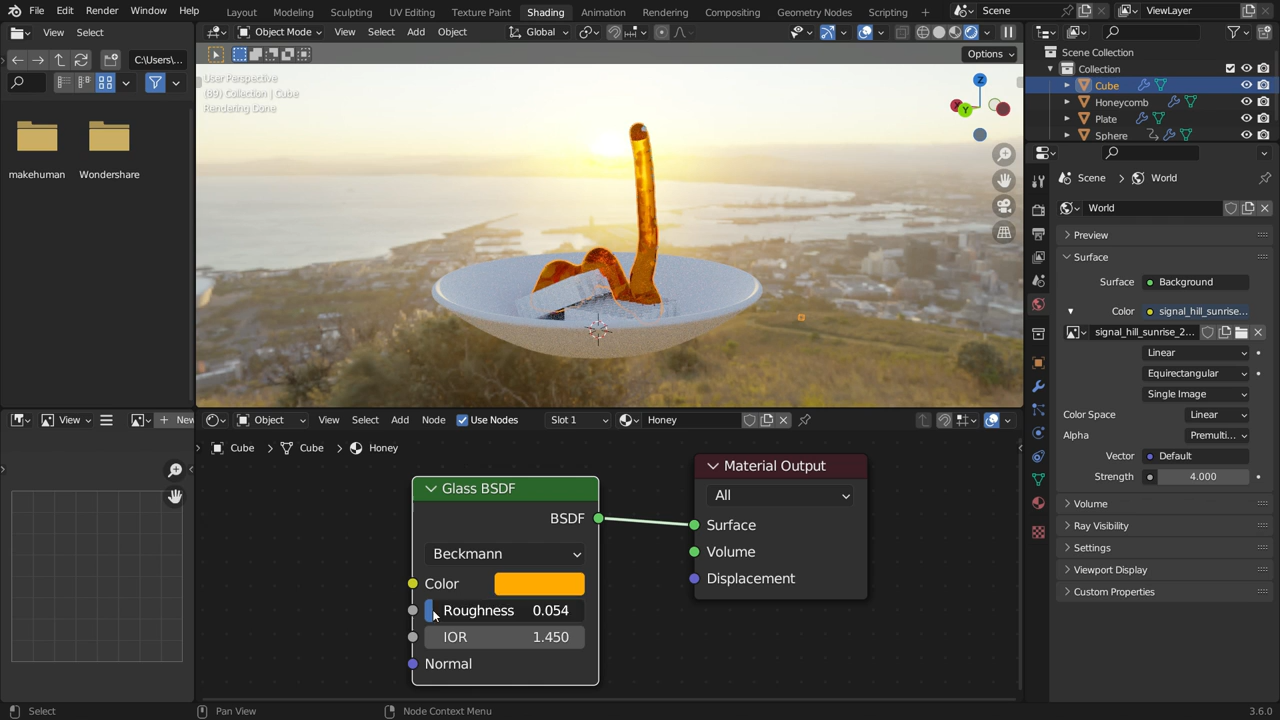 File Edit Render Window Help Layout Modeling Sculpting UV Editing Texture Paint Shading Animation Rendering Compositing Geometry Nodes Scripting Scene ViewLayer
View Select C:\Users\...
makehuman Wondershare
Object Mode View Select Add Object Global
Options
User Perspective
(89) Collection | Cube
Rendering Done
Z
Y
Scene Collection
Collection
Cube
Honeycomb
Plate
Sphere
Scene > World
World
Preview
Surface
Surface Background
Color signal_hill_sunrise...
signal_hill_sunrise_2...
Linear
Equirectangular
Single Image
Color Space Linear
Alpha Premulti...
Vector Default
Strength 4.000
Volume
Ray Visibility
Settings
Viewport Display
Custom Properties
View + New
Object View Select Add Node Use Nodes Slot 1 Honey
Cube > Cube > Honey
Glass BSDF
BSDF
Beckmann
Color
Roughness 0.054
IOR 1.450
Normal
Material Output
All
Surface
Volume
Displacement
Select Pan View Node Context Menu 3.6.0